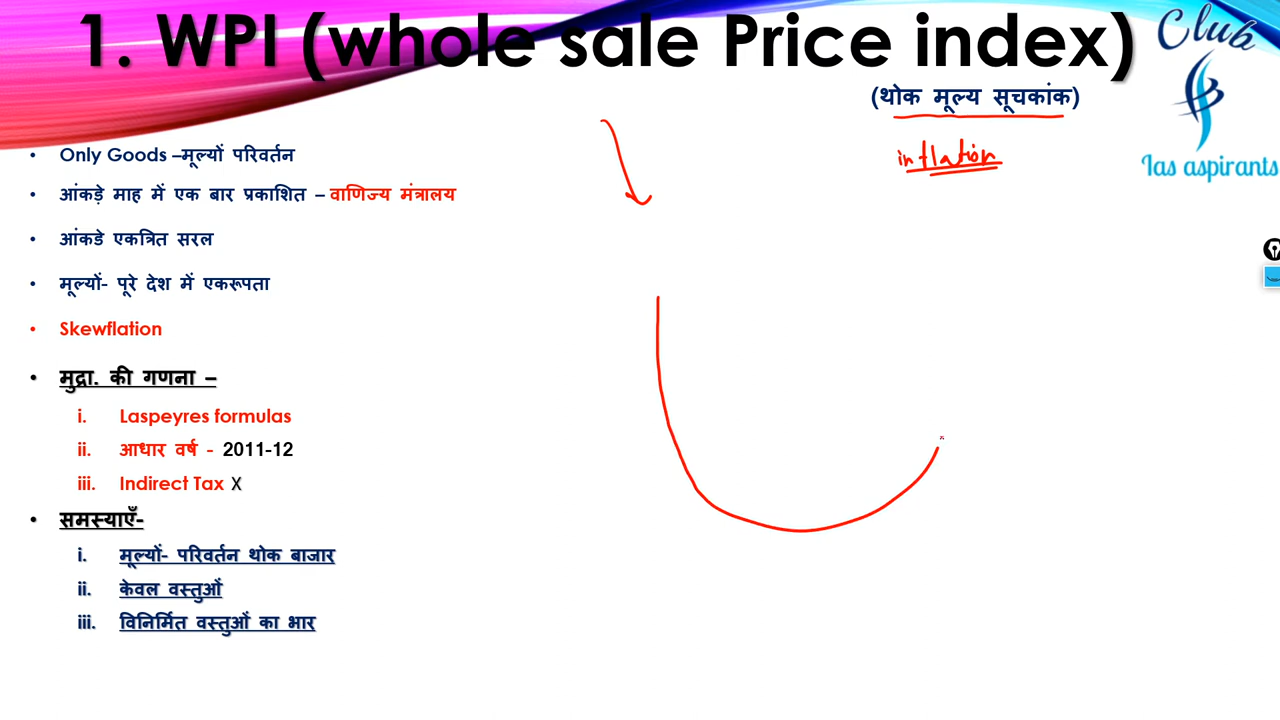 1. WPI (whole sale Price index)
Club
Ias aspirants
(थोक मूल्य सूचकांक)
inflation
• Only Goods –मूल्यों परिवर्तन
• आंकड़े माह में एक बार प्रकाशित – वाणिज्य मंत्रालय
• आंकडे एकत्रित सरल
• मूल्यों- पूरे देश में एकरूपता
• Skewflation
• मुद्रा. की गणना –
i. Laspeyres formulas
ii. आधार वर्ष - 2011-12
iii. Indirect Tax X
• समस्याएँ-
i. मूल्यों- परिवर्तन थोक बाजार
ii. केवल वस्तुओं
iii. विनिर्मित वस्तुओं का भार